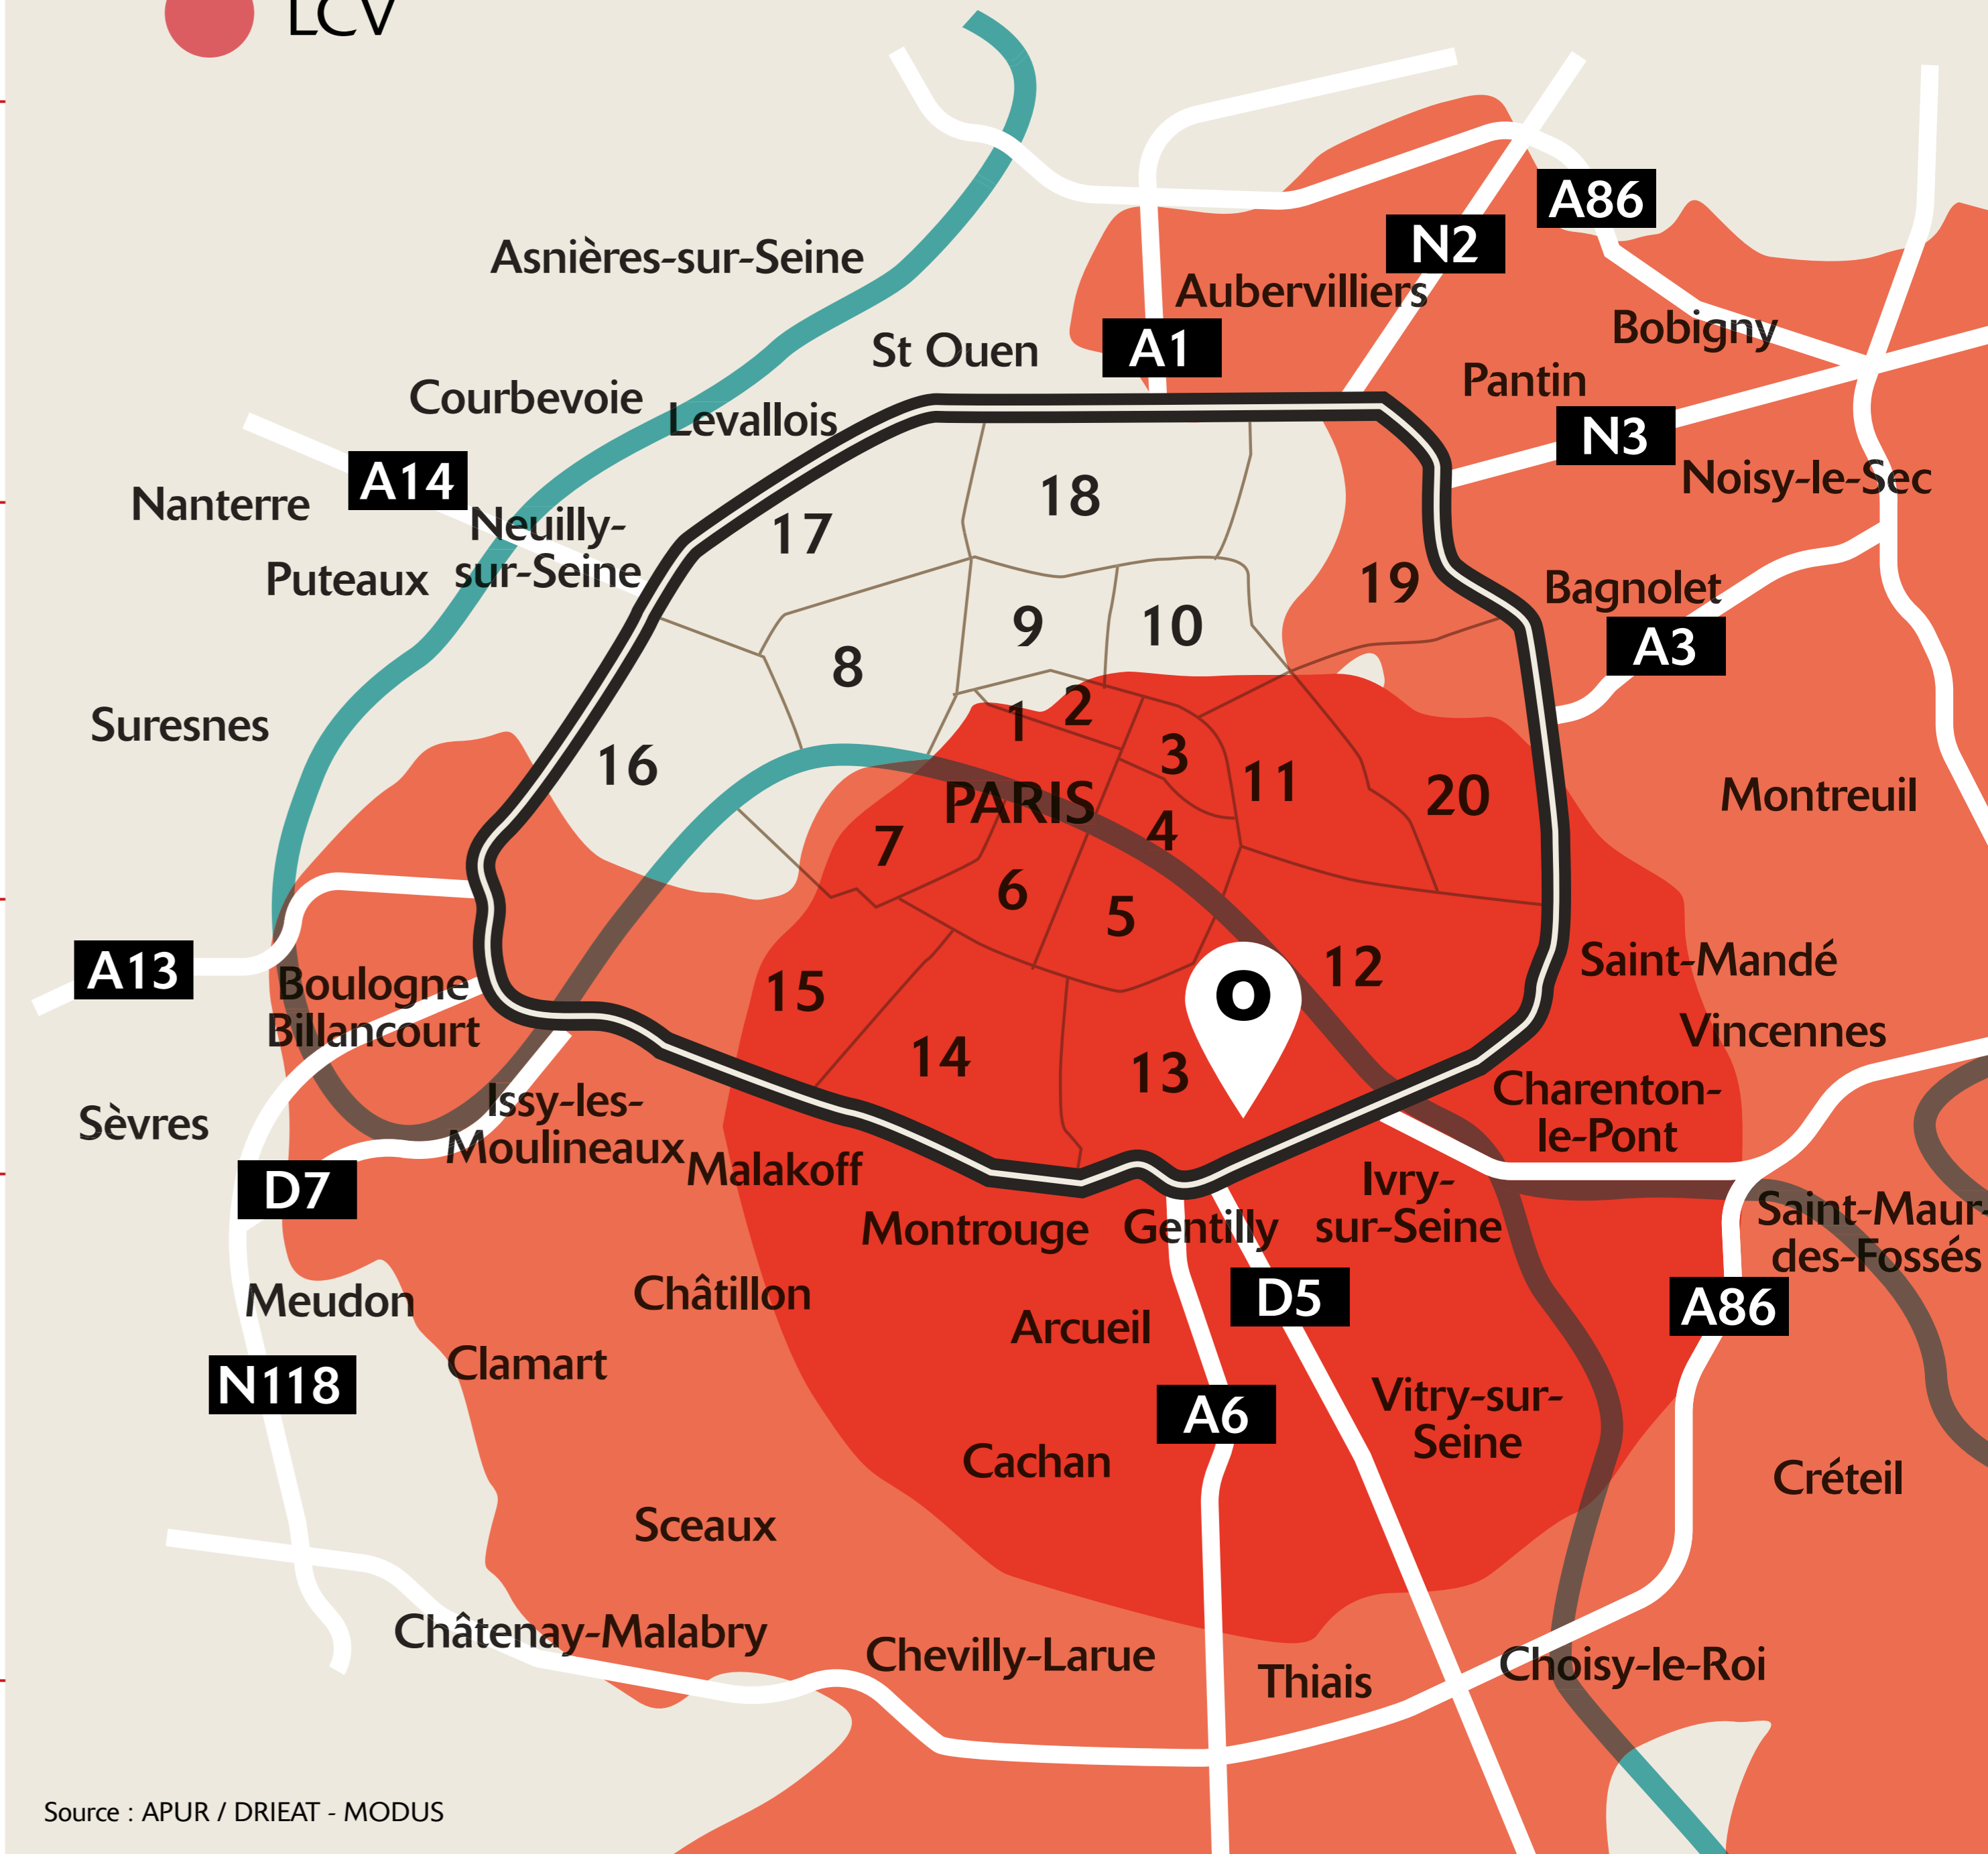 LCV
A86
N2
Asnières-sur-Seine
Aubervilliers
Bobigny
St Ouen
A1
Pantin
Courbevoie
Levallois
N3
A14
Noisy-le-Sec
Nanterre
18
Neuilly-
sur-Seine
17
Puteaux
19
Bagnolet
9
10
A3
8
Suresnes
1
2
16
3
11
20
Montreuil
PARIS
4
7
6
5
A13
Saint-Mandé
12
Boulogne
Billancourt
15
O
Vincennes
14
13
Charenton-
le-Pont
Sèvres
Issy-les-
Moulineaux
Malakoff
D7
Ivry-
sur-Seine
Saint-Maur-
des-Fossés
Montrouge
Gentilly
Meudon
Châtillon
D5
A86
Arcueil
Clamart
N118
A6
Vitry-sur-
Seine
Cachan
Créteil
Sceaux
Châtenay-Malabry
Chevilly-Larue
Thiais
Choisy-le-Roi
Source : APUR / DRIEAT - MODUS